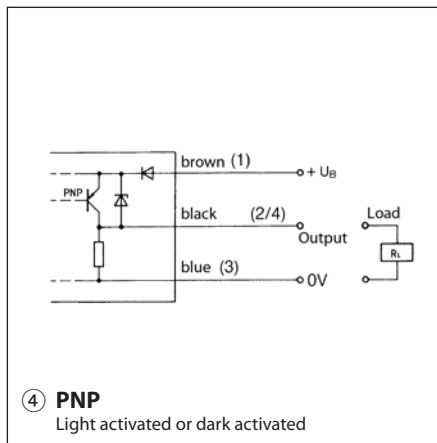 brown (1)
+ UB
PNP
black (2/4)
Load
Output
RL
blue (3)
0V
④ PNP
Light activated or dark activated